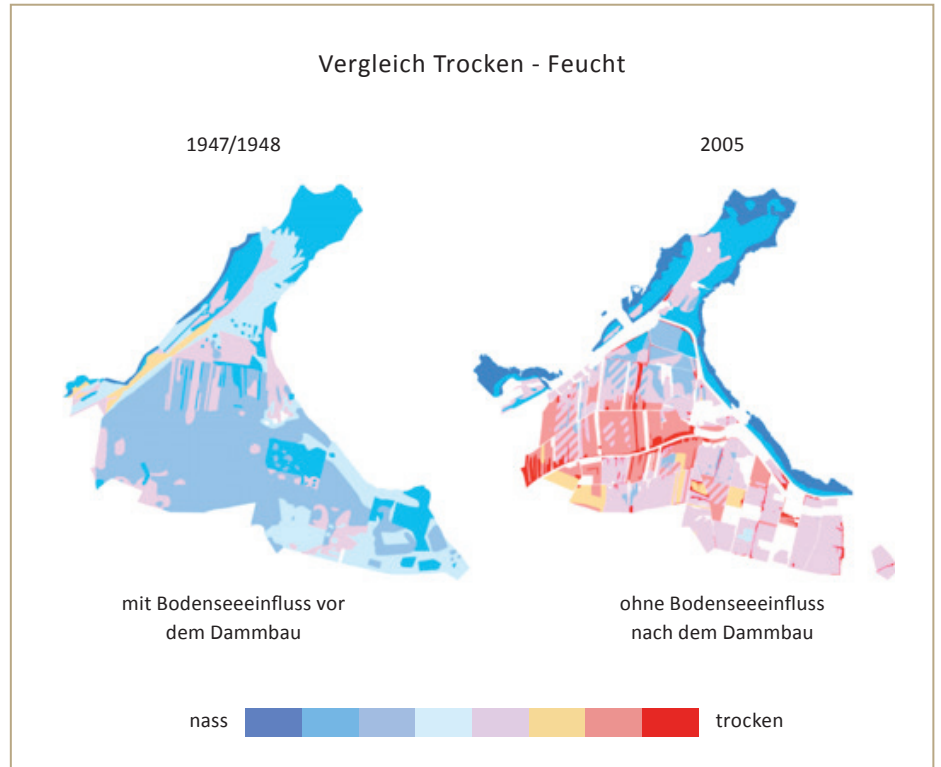 Vergleich Trocken - Feucht
1947/1948
2005
mit Bodenseeeinfluss vor
dem Dammbau
ohne Bodenseeeinfluss
nach dem Dammbau
nass
trocken